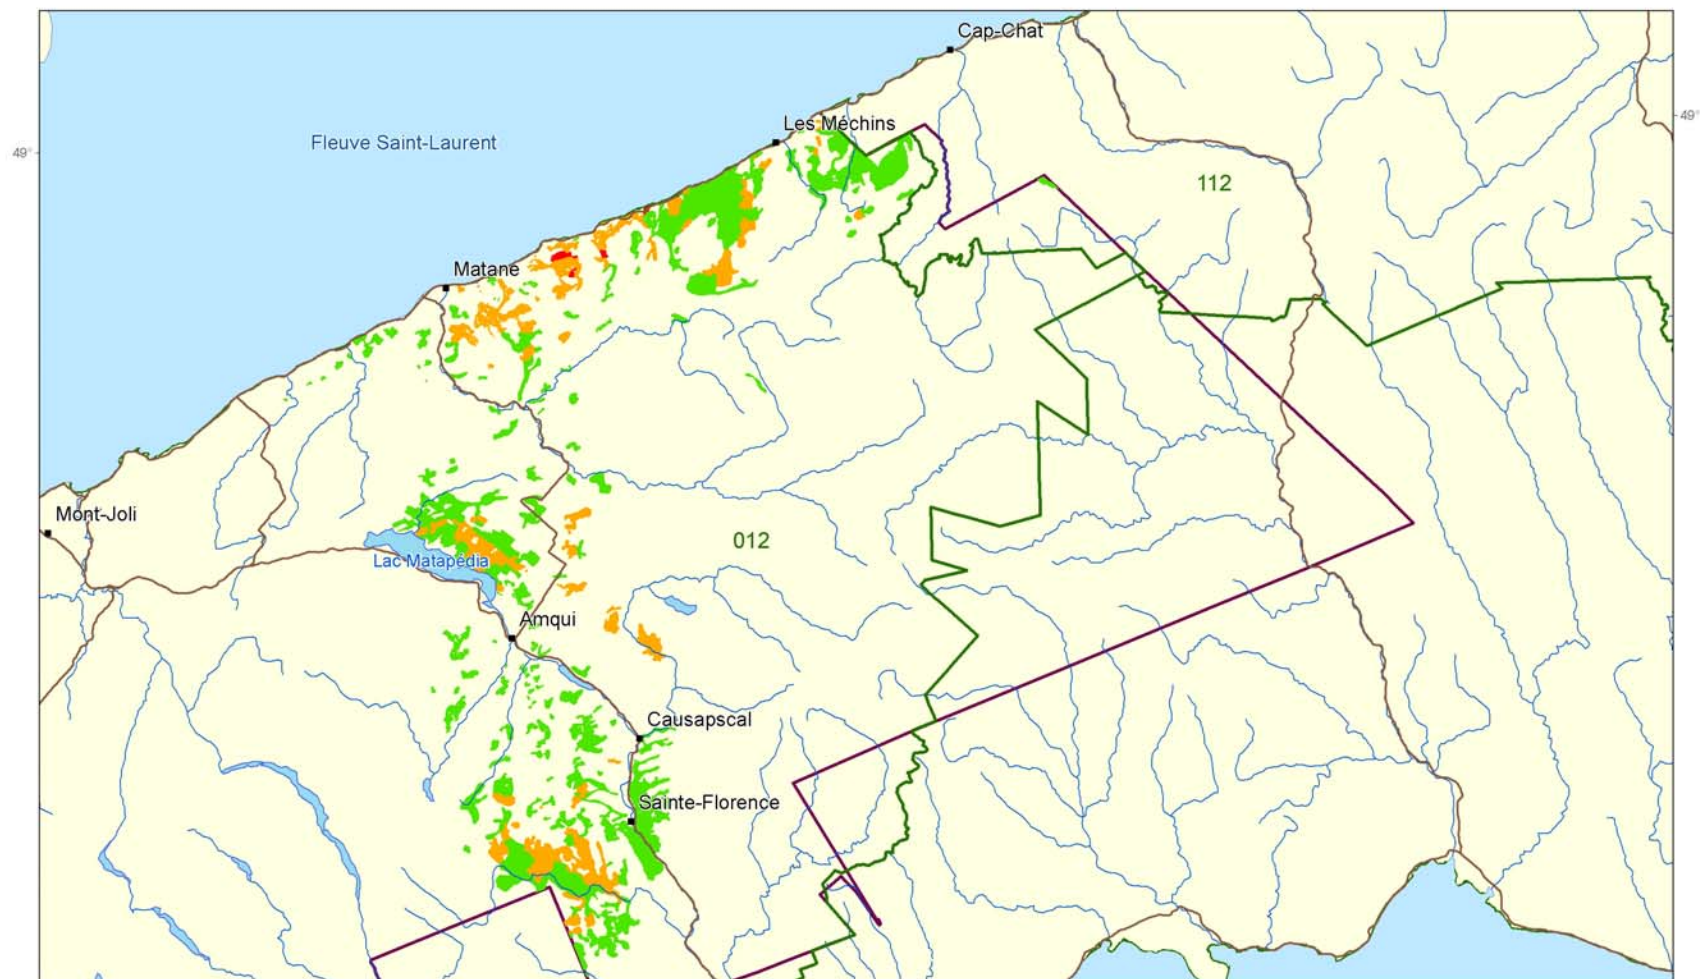 Cap-Chat
49°
Les Méchins
49°
Fleuve Saint-Laurent
112
Matane
Mont-Joli
012
Lac Matapédia
Amqui
Causapscal
Sainte-Florence